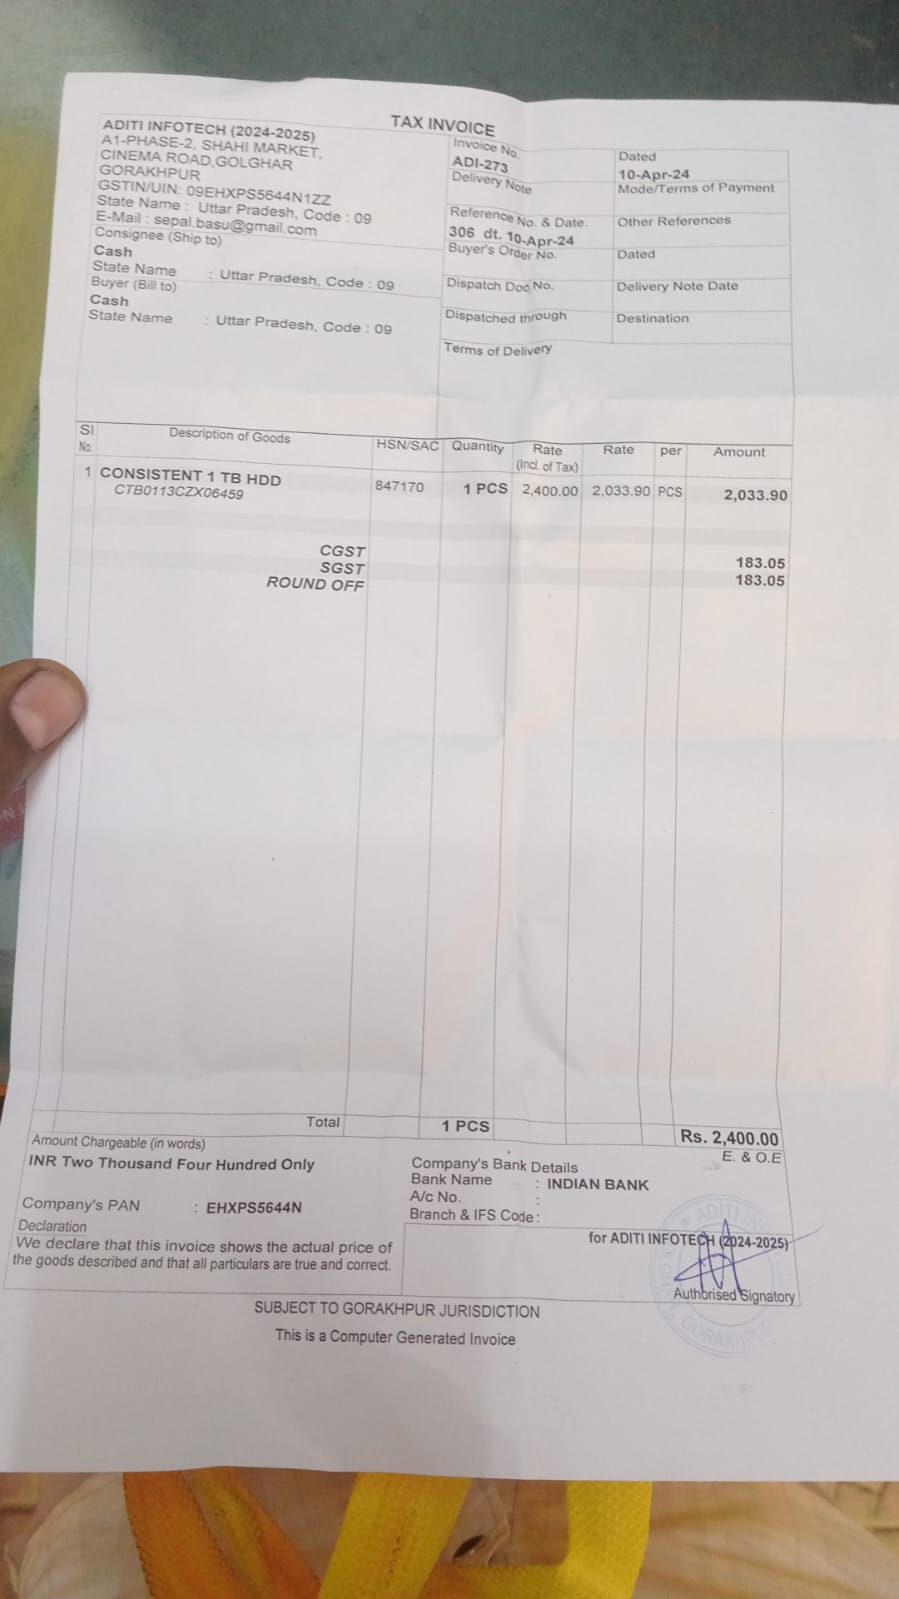 TAX INVOICE
ADITI INFOTECH (2024-2025)
A1-PHASE-2, SHAHI MARKET,
CINEMA ROAD,GOLGHAR
GORAKHPUR
GSTIN/UIN: 09EHXPS5644N1ZZ
State Name : Uttar Pradesh, Code : 09
E-Mail : sepal.basu@gmail.com
Consignee (Ship to)
Cash
State Name : Uttar Pradesh, Code : 09
Buyer (Bill to)
Cash
State Name : Uttar Pradesh, Code : 09
Invoice No.
ADI-273
Dated
10-Apr-24
Delivery Note
Mode/Terms of Payment
Reference No. & Date.
306 dt. 10-Apr-24
Other References
Buyer's Order No.
Dated
Dispatch Doc No.
Delivery Note Date
Dispatched through
Destination
Terms of Delivery
Sl No. Description of Goods HSN/SAC Quantity Rate (Incl. of Tax) Rate per Amount
1 CONSISTENT 1 TB HDD 847170 1 PCS 2,400.00 2,033.90 PCS 2,033.90
CTB0113CZX06459
CGST 183.05
SGST 183.05
ROUND OFF
Total 1 PCS Rs. 2,400.00
Amount Chargeable (in words) E. & O.E
INR Two Thousand Four Hundred Only
Company's Bank Details
Bank Name : INDIAN BANK
A/c No. :
Branch & IFS Code :
Company's PAN : EHXPS5644N
Declaration
We declare that this invoice shows the actual price of
the goods described and that all particulars are true and correct.
for ADITI INFOTECH (2024-2025)
Authorised Signatory
SUBJECT TO GORAKHPUR JURISDICTION
This is a Computer Generated Invoice
ADITI IN
GORAKHPUR